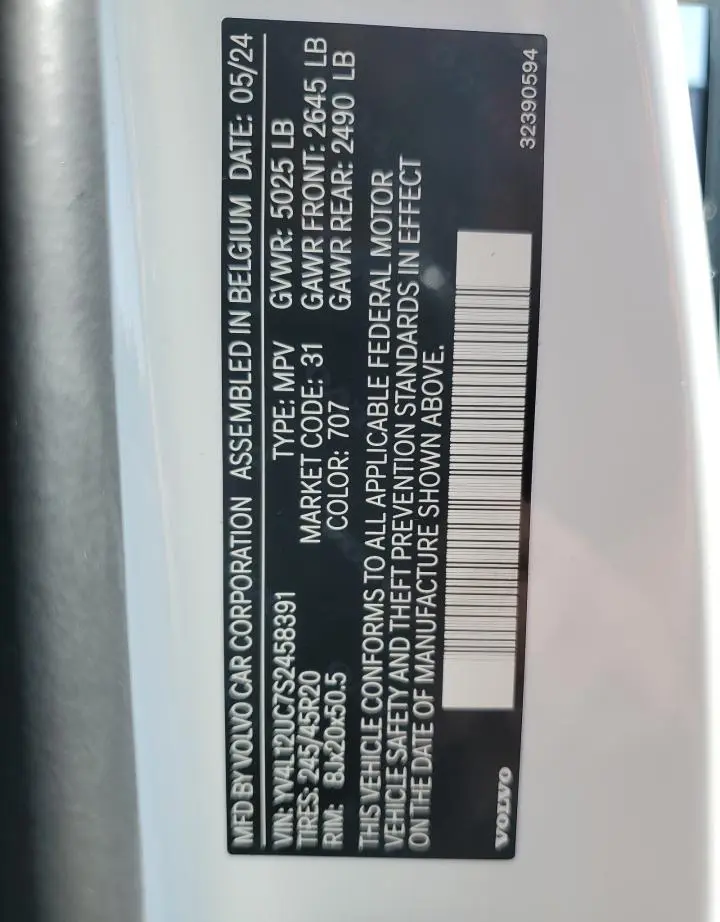 MFD BY VOLVO CAR CORPORATION ASSEMBLED IN BELGIUM DATE: 05/24
VIN: YV4L12UC7S2458391 TYPE: MPV GVWR: 5025 LB
TIRES: 245/45R20 MARKET CODE: 31 GAWR FRONT: 2645 LB
RIM: 8Jx20x50.5 COLOR: 707 GAWR REAR: 2490 LB
THIS VEHICLE CONFORMS TO ALL APPLICABLE FEDERAL MOTOR
VEHICLE SAFETY AND THEFT PREVENTION STANDARDS IN EFFECT
ON THE DATE OF MANUFACTURE SHOWN ABOVE.
VOLVO 32390594